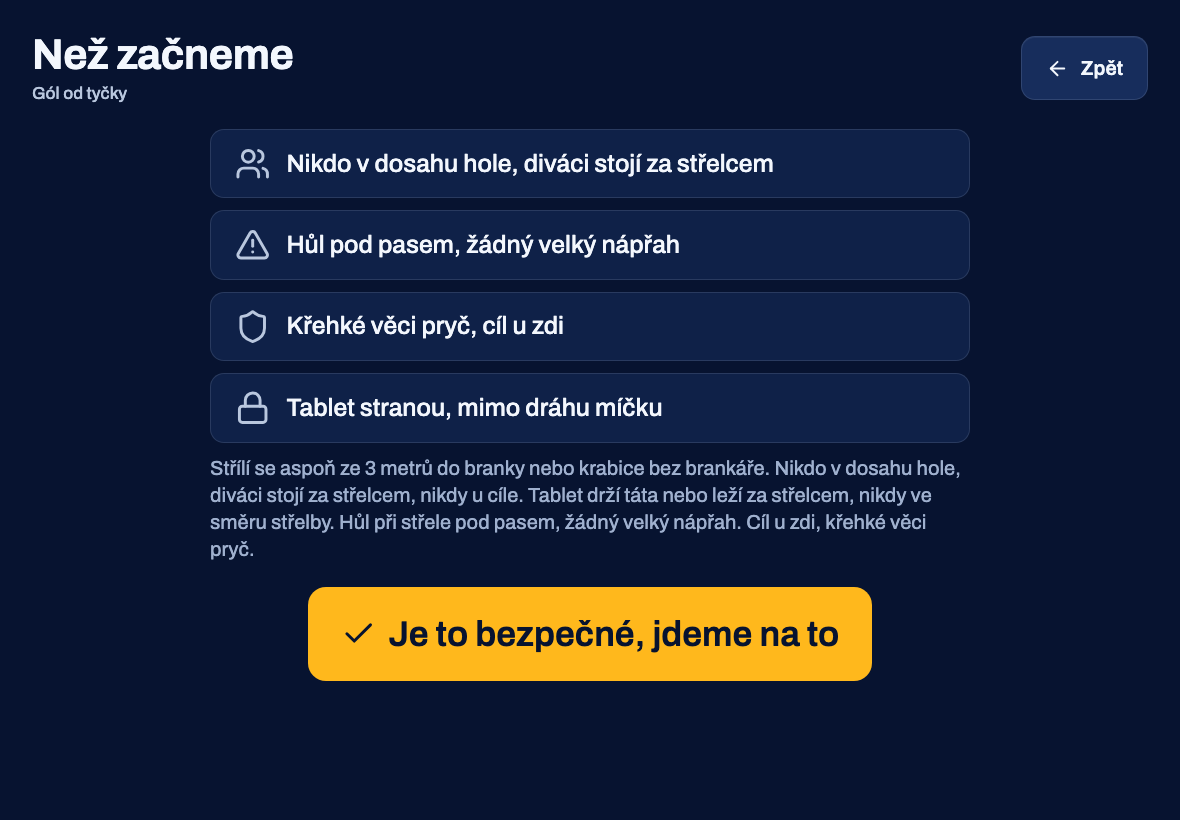 Než začneme
Gól od tyčky
Zpět
Nikdo v dosahu hole, diváci stojí za střelcem
Hůl pod pasem, žádný velký nápřah
Křehké věci pryč, cíl u zdi
Tablet stranou, mimo dráhu míčku
Střílí se aspoň ze 3 metrů do branky nebo krabice bez brankáře. Nikdo v dosahu hole,
diváci stojí za střelcem, nikdy u cíle. Tablet drží táta nebo leží za střelcem, nikdy ve
směru střelby. Hůl při střele pod pasem, žádný velký nápřah. Cíl u zdi, křehké věci
pryč.
Je to bezpečné, jdeme na to